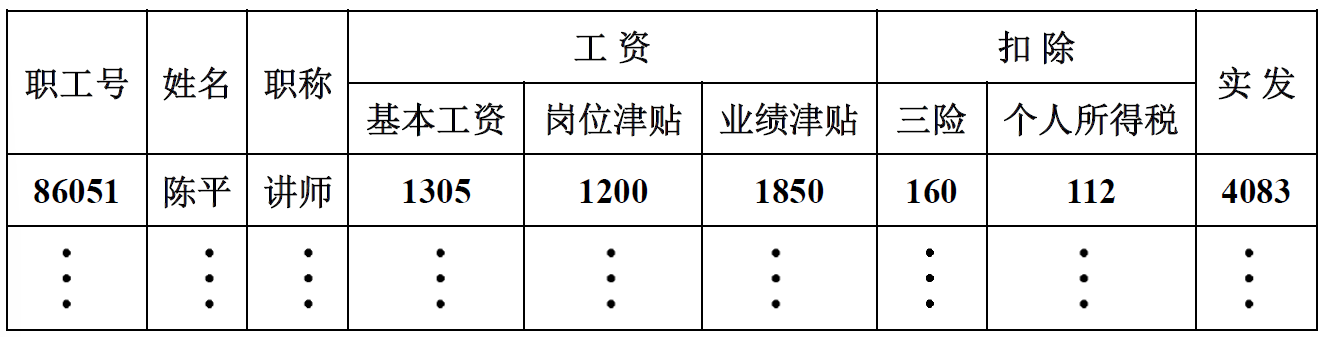 职工号 姓名 职称 工 资 扣 除 实 发
基本工资 岗位津贴 业绩津贴 三险 个人所得税
86051 陈平 讲师 1305 1200 1850 160 112 4083